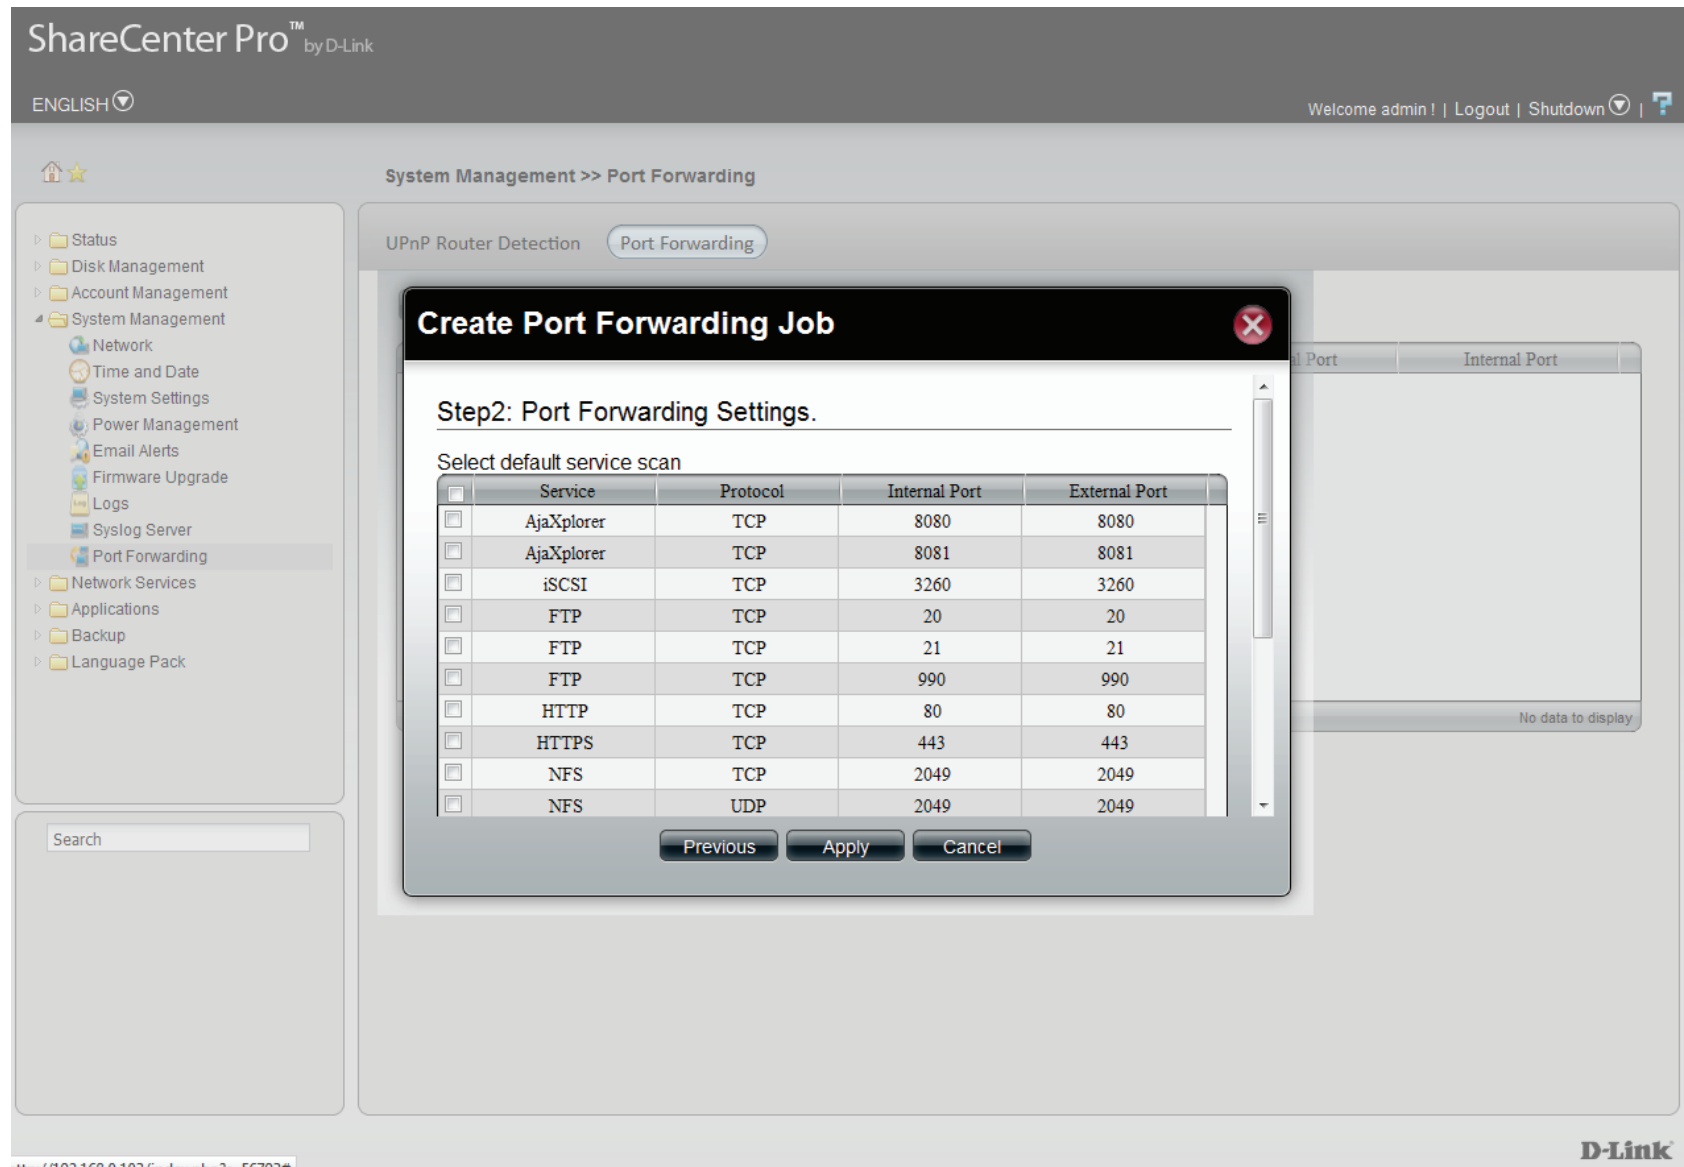 ShareCenter Pro™ by D-Link
ENGLISH
Welcome admin ! | Logout | Shutdown | ?
System Management >> Port Forwarding
UPnP Router Detection Port Forwarding
Status
Disk Management
Account Management
System Management
Network
Time and Date
System Settings
Power Management
Email Alerts
Firmware Upgrade
Logs
Syslog Server
Port Forwarding
Network Services
Applications
Backup
Language Pack
Search
Create Port Forwarding Job
Port Internal Port
Step2: Port Forwarding Settings.
Select default service scan
Service Protocol Internal Port External Port
AjaXplorer TCP 8080 8080
AjaXplorer TCP 8081 8081
iSCSI TCP 3260 3260
FTP TCP 20 20
FTP TCP 21 21
FTP TCP 990 990
HTTP TCP 80 80
HTTPS TCP 443 443
NFS TCP 2049 2049
NFS UDP 2049 2049
No data to display
Previous Apply Cancel
D-Link